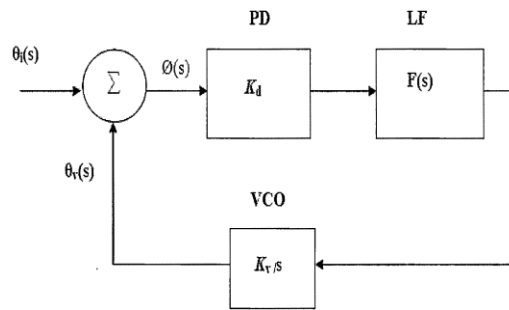 PD LF
θi(s) Ø(s)
Σ Kd F(s)
θv(s)
VCO
Kv/s